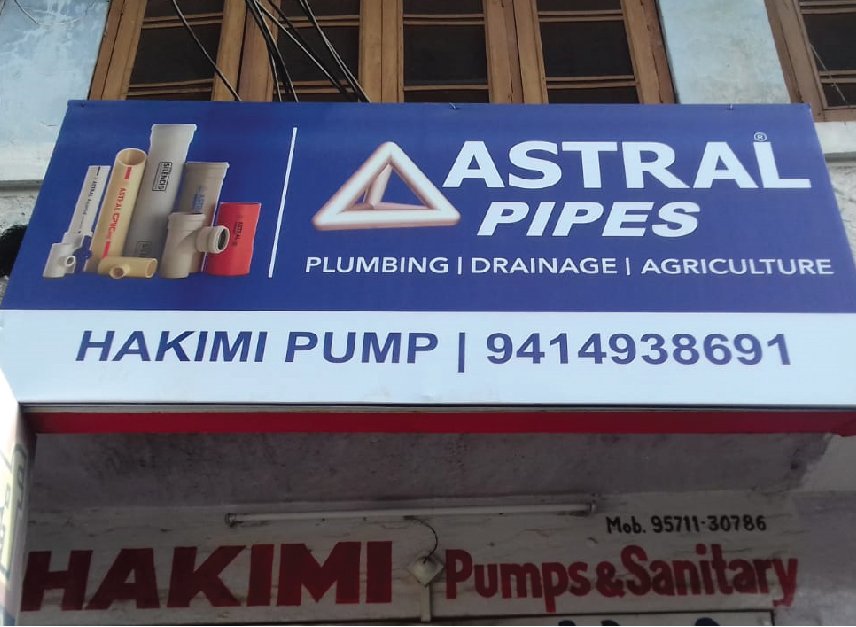 ASTRAL®
PIPES
PLUMBING | DRAINAGE | AGRICULTURE
HAKIMI PUMP | 9414938691
Mob. 95711-30786
HAKIMI Pumps & Sanitary